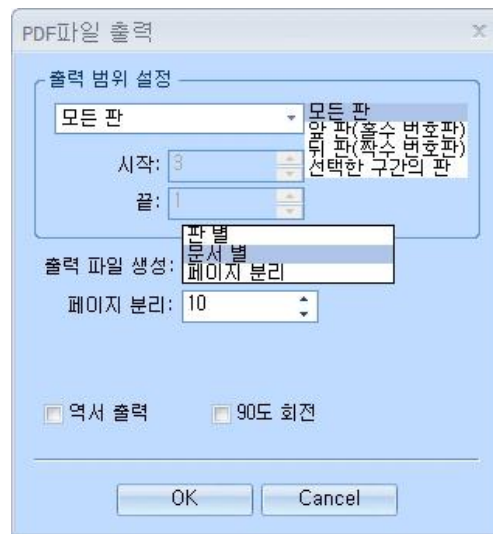 PDF파일 출력
출력 범위 설정
모든 판
모든 판
앞 판(홀수 번호판)
뒤 판(짝수 번호판)
선택한 구간의 판
시작: 3
끝: 1
출력 파일 생성:
판 별
문서 별
페이지 분리
페이지 분리: 10
역서 출력
90도 회전
OK
Cancel